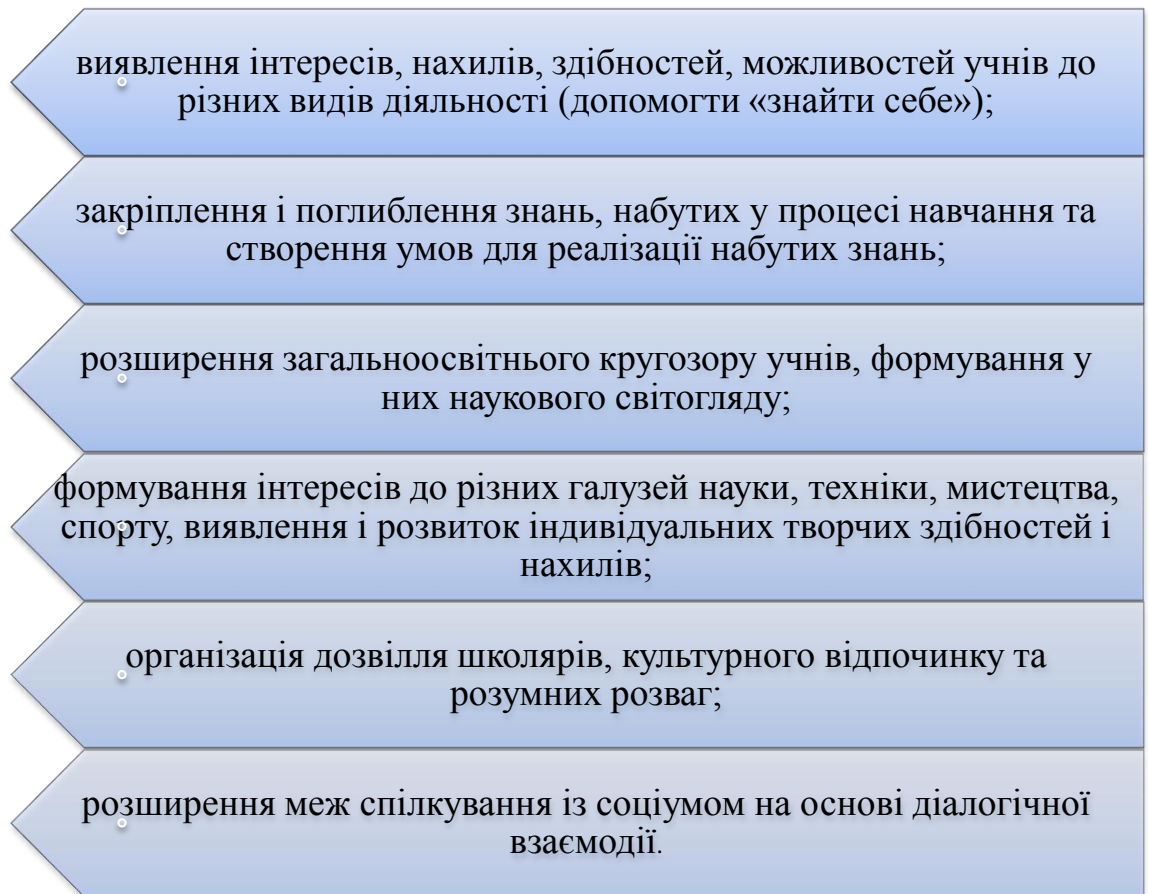 виявлення інтересів, нахилів, здібностей, можливостей учнів до
різних видів діяльності (допомогти «знайти себе»);
закріплення і поглиблення знань, набутих у процесі навчання та
створення умов для реалізації набутих знань;
розширення загальноосвітнього кругозору учнів, формування у
них наукового світогляду;
формування інтересів до різних галузей науки, техніки, мистецтва,
спорту, виявлення і розвиток індивідуальних творчих здібностей і
нахилів;
організація дозвілля школярів, культурного відпочинку та
розумних розваг;
розширення меж спілкування із соціумом на основі діалогічної
взаємодії.